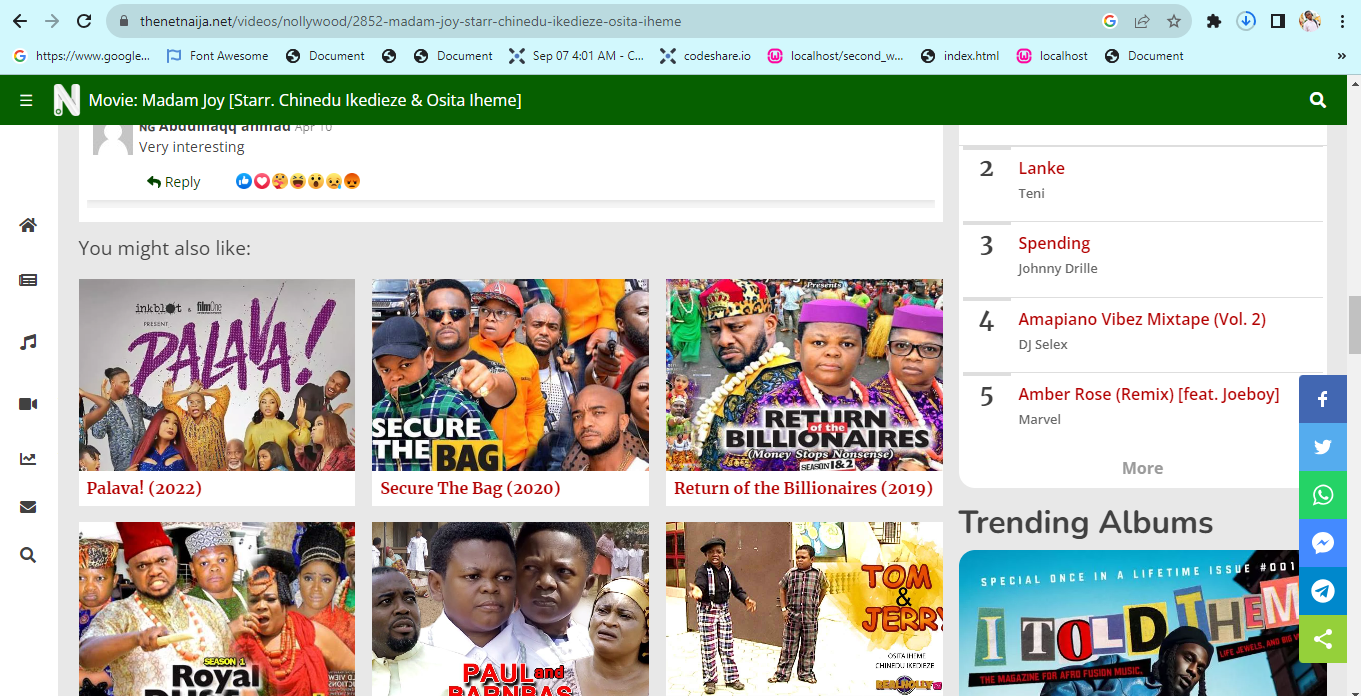 thenetnaija.net/videos/nollywood/2852-madam-joy-starr-chinedu-ikedieze-osita-iheme
https://www.google...
Font Awesome
Document
Document
Sep 07 4:01 AM - C...
codeshare.io
localhost/second_w...
index.html
localhost
Document
»
N
Movie: Madam Joy [Starr. Chinedu Ikedieze & Osita Iheme]
NG Abdulhaqq ahmad Apr 10
Very interesting
Reply
You might also like:
inkblot & filmOne
PRESENT
PALAVA!
Palava! (2022)
SECURE
THE BAG
Secure The Bag (2020)
Presents
RETURN
of the
BILLIONAIRES
(Money Stops Nonsense)
SEASON 1&2
Return of the Billionaires (2019)
SEASON 1
Royal
PAUL and
BARNBAS
TOM
&
JERRY
OSITA IHEME
CHINEDU IKEDIEZE
REALNOLLY
2
Lanke
Teni
3
Spending
Johnny Drille
4
Amapiano Vibez Mixtape (Vol. 2)
DJ Selex
5
Amber Rose (Remix) [feat. Joeboy]
Marvel
More
Trending Albums
SPECIAL ONCE IN A LIFETIME ISSUE #001
I TOLD THEM
THE MAGAZINE FOR AFRO FUSION MUSIC.
LIFE JEWELS, AND BIG